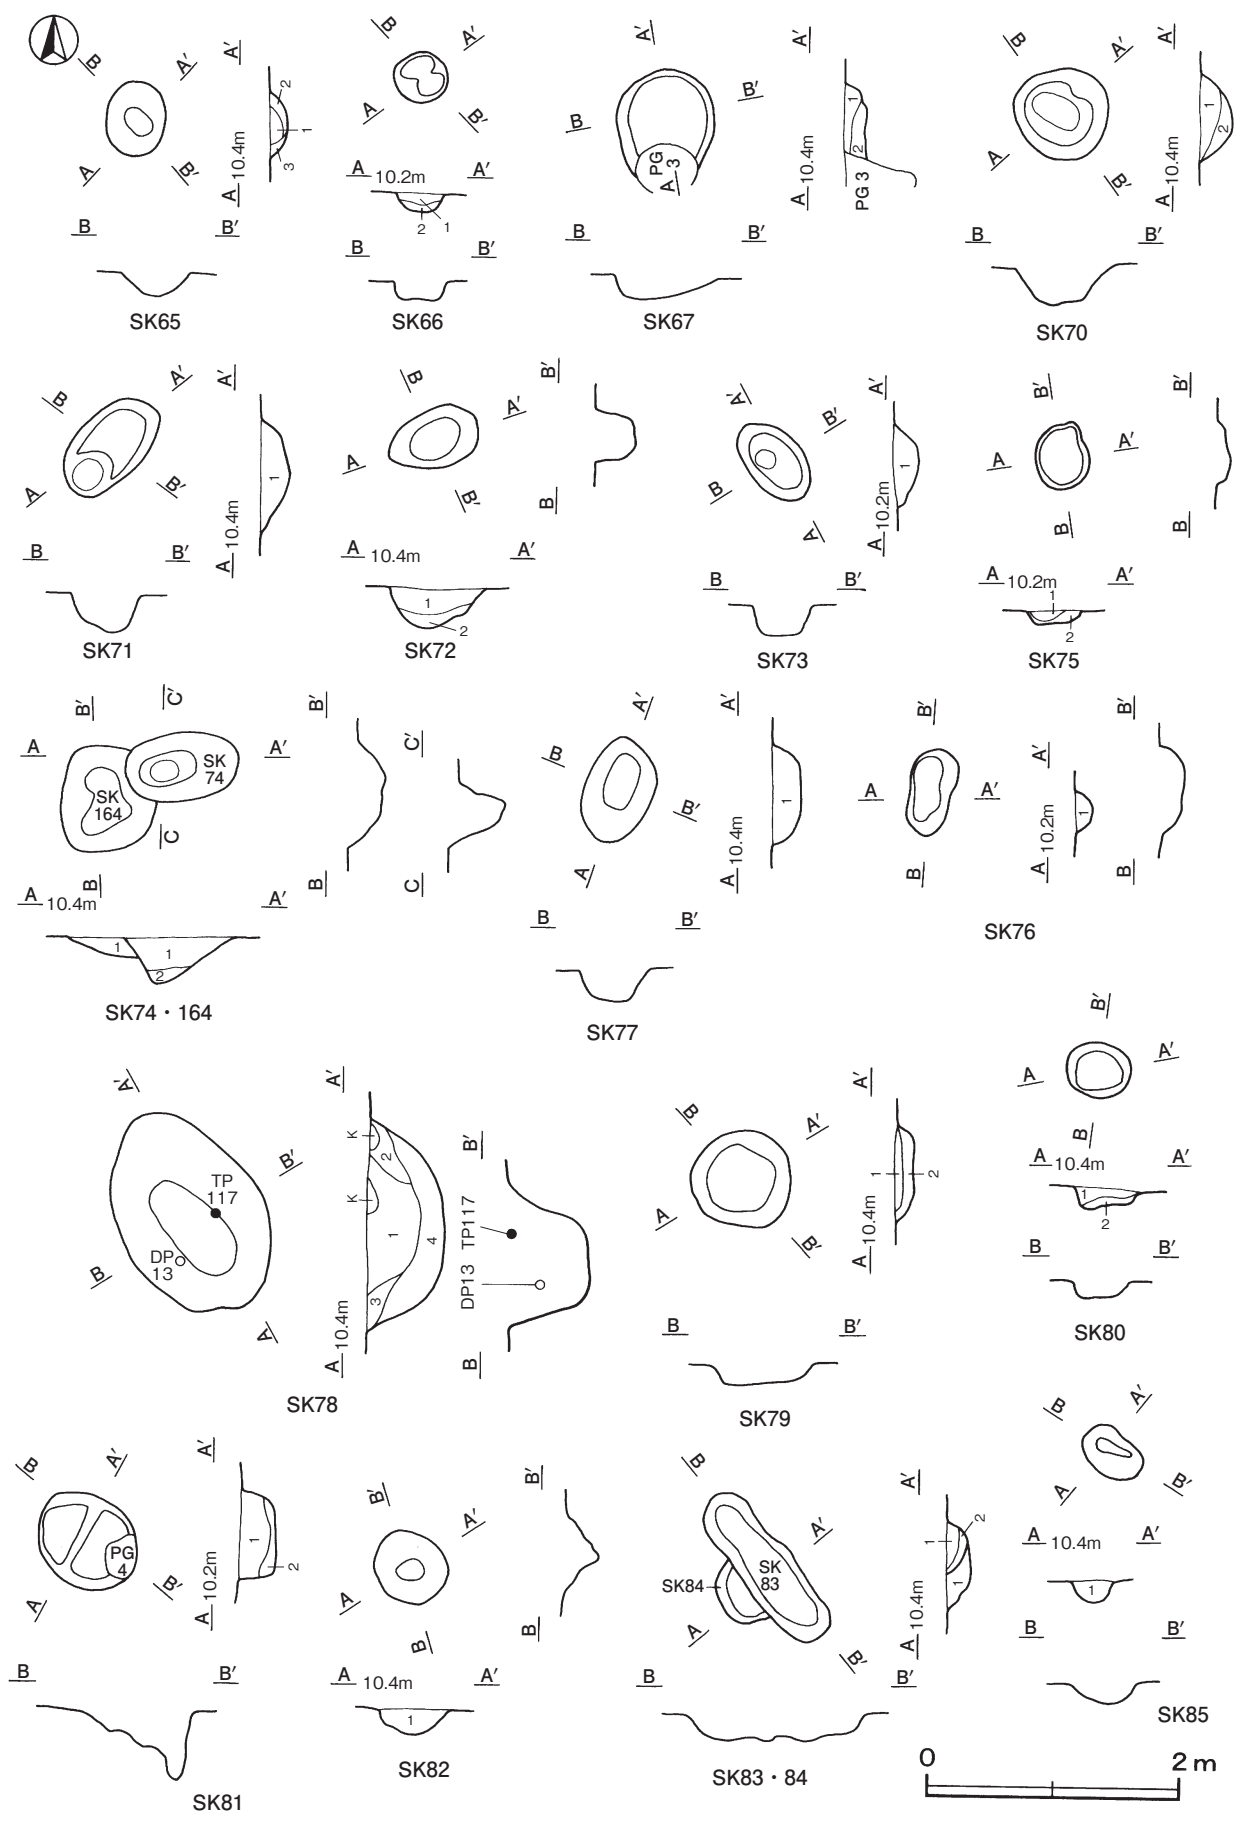 B
A'
A
B'
A'
A 10.4m
2
1
3
B
B'
SK65
B
A'
A
B'
A 10.2m
A'
2
1
B
B'
SK66
A'
B'
B
PG
3
A
A'
A 10.4m
1
2
PG 3
B
B'
SK67
B
A'
A
B'
A'
A 10.4m
1
2
B
B'
SK70
B
A'
A
B'
A'
A 10.4m
1
B
B'
SK71
B
A'
A
B'
B'
B
A 10.4m
A'
1
2
SK72
A'
B'
B
A
A'
A 10.2m
1
B
B'
SK73
B'
A'
A
B
B'
B
A 10.2m
A'
1
2
SK75
B'
C'
A
A'
SK
74
SK
164
C
B
B'
B
C'
C
A 10.4m
A'
1
1
2
SK74・164
A'
B
B'
A
A'
A 10.4m
1
B
B'
SK77
B'
A
A'
B
A'
A 10.2m
1
B'
B
SK76
A'
B'
TP
117
DP
13
B
A
A'
A 10.4m
K
K
2
1
4
3
B'
TP117
DP13
B
SK78
B
A'
A
B'
A'
A 10.4m
1
2
B
B'
SK79
B'
A'
A
B
A 10.4m
A'
1
2
B
B'
SK80
B
A'
PG
4
A
B'
A'
A 10.2m
1
2
B
B'
SK81
B'
A'
A
B
B'
B
A 10.4m
A'
1
SK82
B
A'
SK
83
SK84
A
B'
A'
A 10.4m
1
2
1
B
B'
SK83・84
B
A'
A
B'
A 10.4m
A'
1
B
B'
SK85
0
2 m